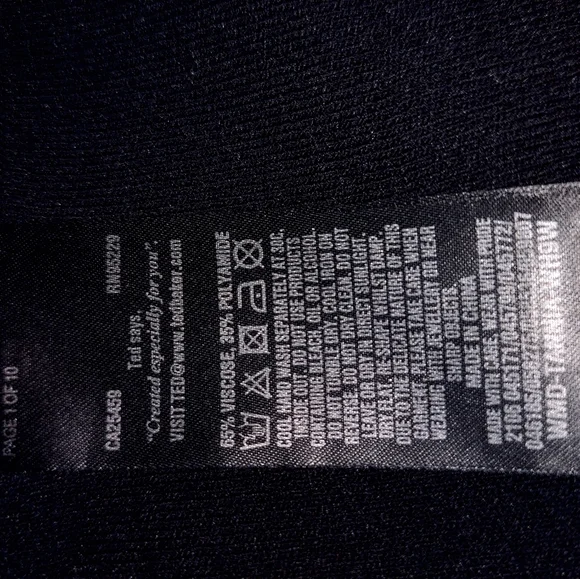 PAGE 1 OF 10
CA25459 RM95229
Ted says,
"Created especially for you".
VISIT TED@www.tedbaker.com
65% VISCOSE, 35% POLYAMIDE
COOL HAND WASH SEPARATELY AT 30C,
INSIDE OUT. DO NOT USE PRODUCTS
CONTAINING BLEACH, OIL OR ALCOHOL.
DO NOT TUMBLE DRY. COOL IRON ON
REVERSE. DO NOT DRY CLEAN. DO NOT
LEAVE OR DRY IN DIRECT SUNLIGHT.
DRY FLAT. RE-SHAPE WHILST DAMP.
DUE TO THE DELICATE NATURE OF THIS
GARMENT, PLEASE TAKE CARE WHEN
WEARING WITH JEWELLERY OR NEAR
SHARP OBJECTS.
MADE IN CHINA
MADE WITH CARE, WORN WITH PRIDE
2106